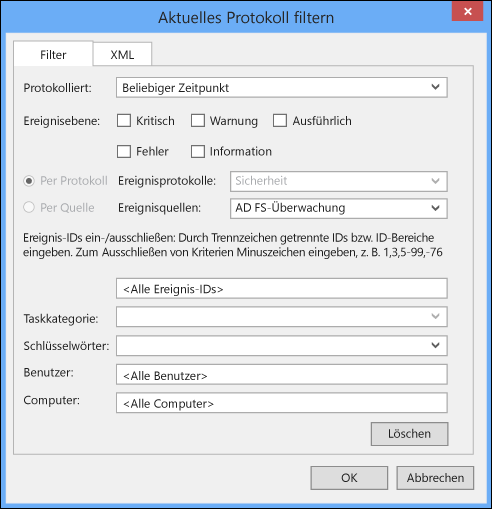 Aktuelles Protokoll filtern
Filter XML
Protokolliert: Beliebiger Zeitpunkt
Ereignisebene: Kritisch Warnung Ausführlich
Fehler Information
Per Protokoll Ereignisprotokolle: Sicherheit
Per Quelle Ereignisquellen: AD FS-Überwachung
Ereignis-IDs ein-/ausschließen: Durch Trennzeichen getrennte IDs bzw. ID-Bereiche
eingeben. Zum Ausschließen von Kriterien Minuszeichen eingeben, z. B. 1,3,5-99,-76
<Alle Ereignis-IDs>
Taskkategorie:
Schlüsselwörter:
Benutzer: <Alle Benutzer>
Computer: <Alle Computer>
Löschen
OK Abbrechen